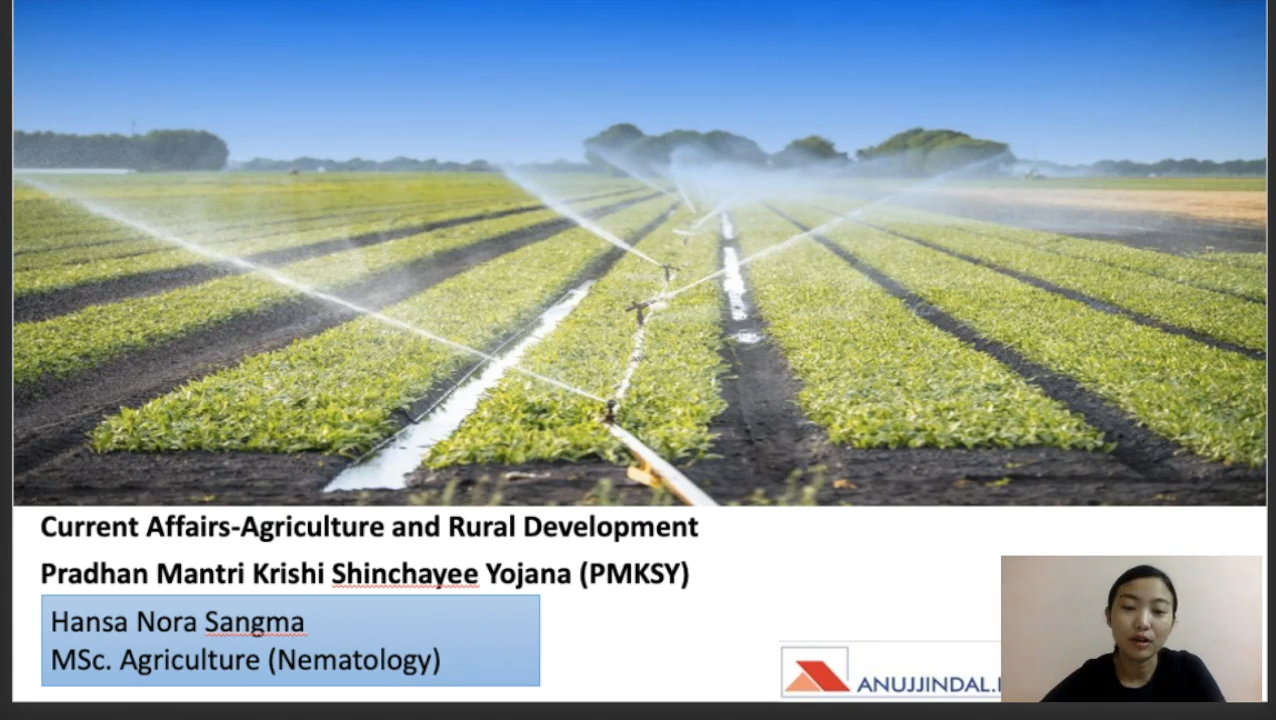 Current Affairs-Agriculture and Rural Development
Pradhan Mantri Krishi Shinchayee Yojana (PMKSY)
Hansa Nora Sangma
MSc. Agriculture (Nematology)
ANUJJINDAL.